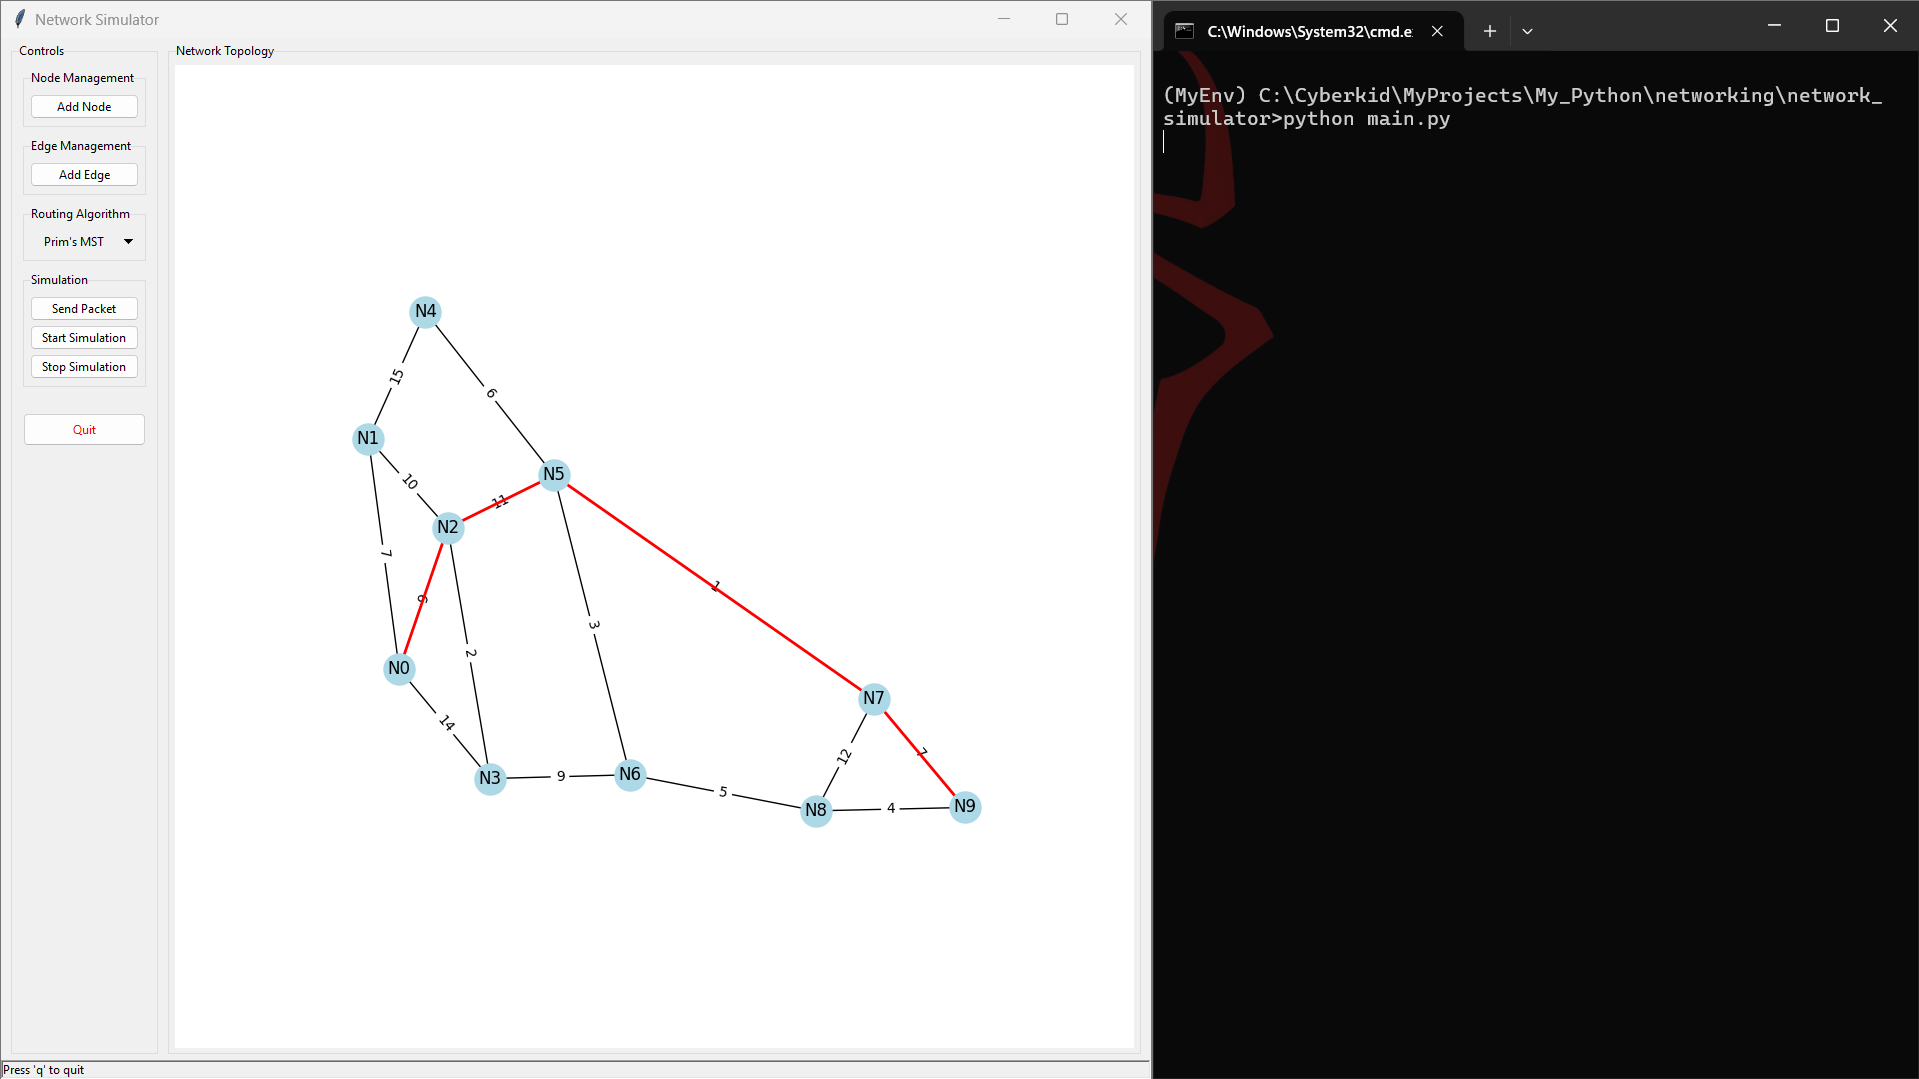 Network Simulator
Controls
Node Management
Add Node
Edge Management
Add Edge
Routing Algorithm
Prim's MST
Simulation
Send Packet
Start Simulation
Stop Simulation
Quit
Network Topology
N4
15
6
N1
N5
10
11
N2
7
1
9
3
2
N0
N7
14
12
7
N3
9
N6
5
N8
4
N9
Press 'q' to quit
C:\Windows\System32\cmd.e
(MyEnv) C:\Cyberkid\MyProjects\My_Python\networking\network_
simulator>python main.py